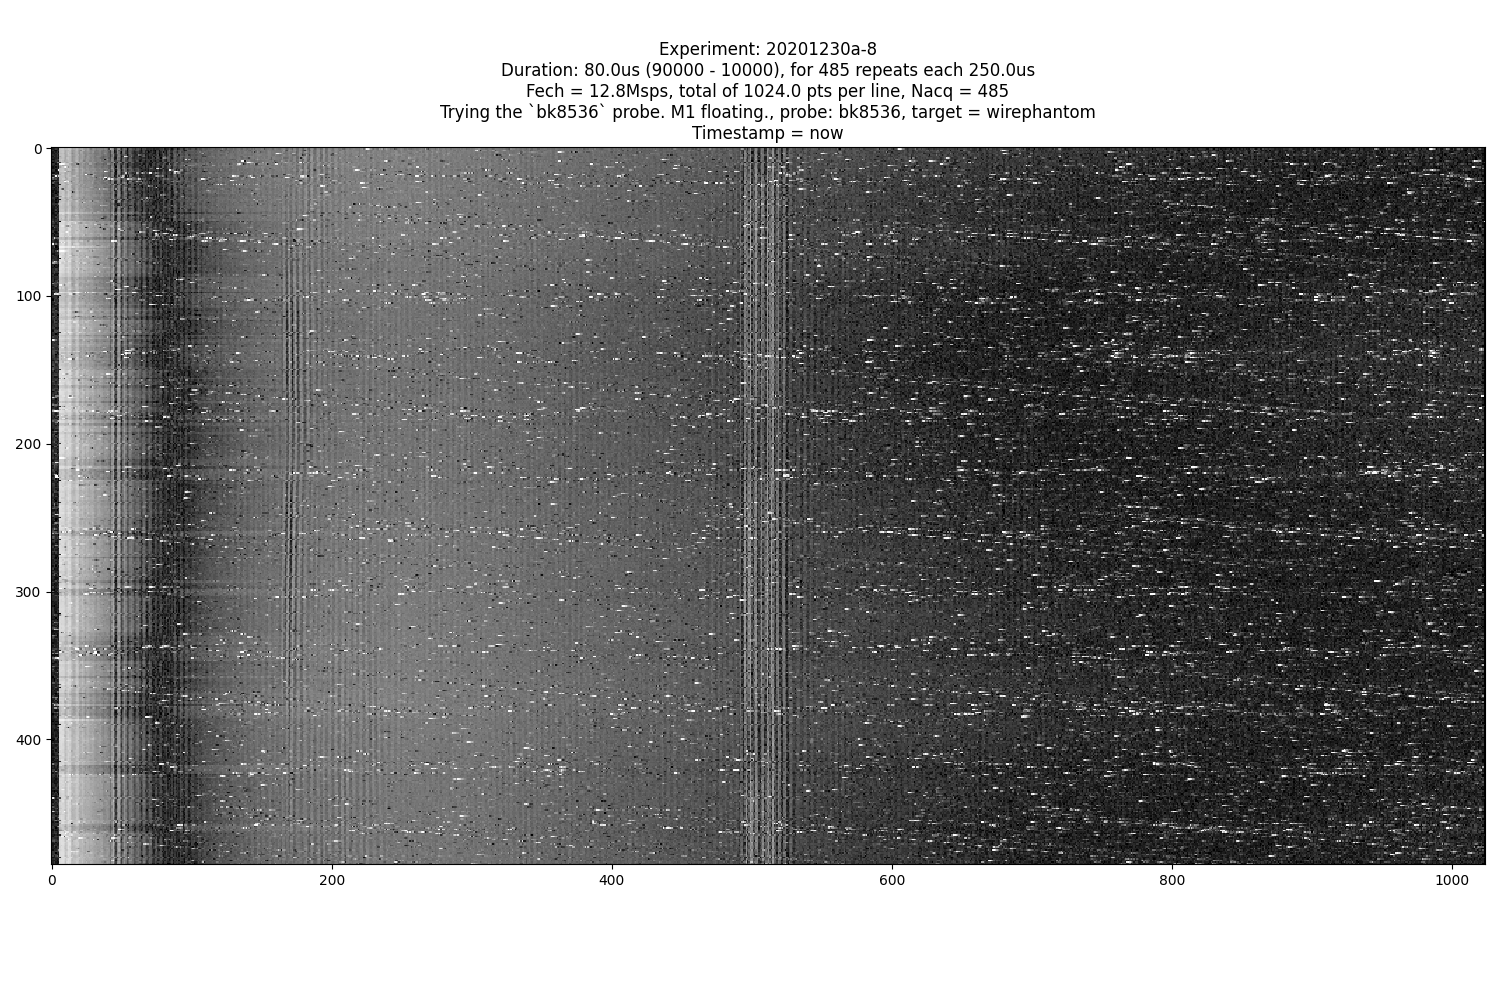 Experiment: 20201230a-8
Duration: 80.0us (90000 - 10000), for 485 repeats each 250.0us
Fech = 12.8Msps, total of 1024.0 pts per line, Nacq = 485
Trying the `bk8536` probe. M1 floating., probe: bk8536, target = wirephantom
Timestamp = now
0
100
200
300
400
0 200 400 600 800 1000